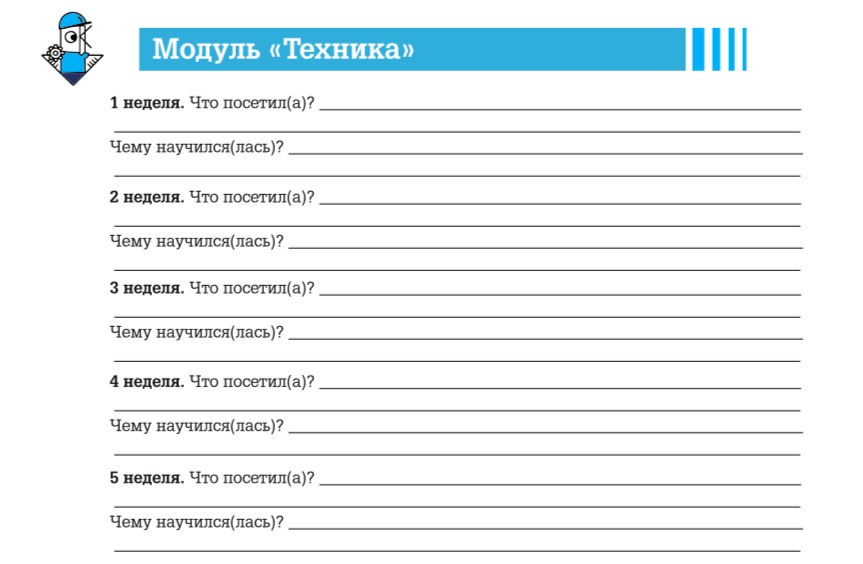 Модуль «Техника»
1 неделя. Что посетил(а)?
Чему научился(лась)?
2 неделя. Что посетил(а)?
Чему научился(лась)?
3 неделя. Что посетил(а)?
Чему научился(лась)?
4 неделя. Что посетил(а)?
Чему научился(лась)?
5 неделя. Что посетил(а)?
Чему научился(лась)?